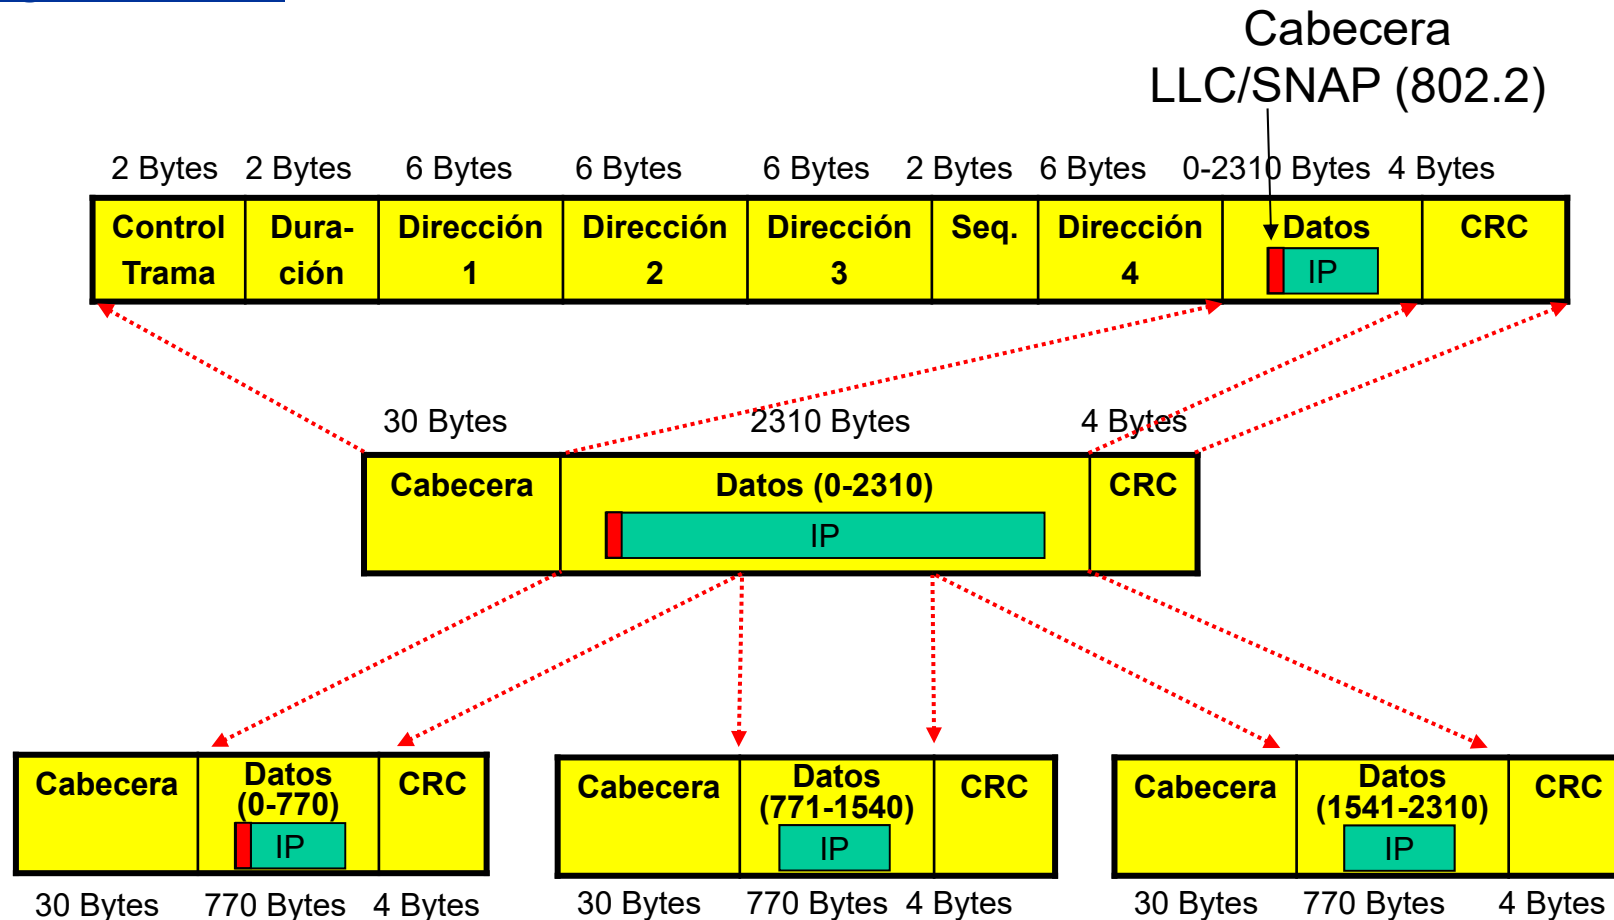 Cabecera
LLC/SNAP (802.2)
2 Bytes 2 Bytes 6 Bytes 6 Bytes 6 Bytes 2 Bytes 6 Bytes 0-2310 Bytes 4 Bytes
Control Dura- Dirección Dirección Dirección Seq. Dirección Datos CRC
Trama ción 1 2 3 4 IP
30 Bytes 2310 Bytes 4 Bytes
Cabecera Datos (0-2310) CRC
IP
Cabecera Datos CRC Cabecera Datos CRC Cabecera Datos CRC
(0-770) (771-1540) (1541-2310)
IP IP IP
30 Bytes 770 Bytes 4 Bytes 30 Bytes 770 Bytes 4 Bytes 30 Bytes 770 Bytes 4 Bytes